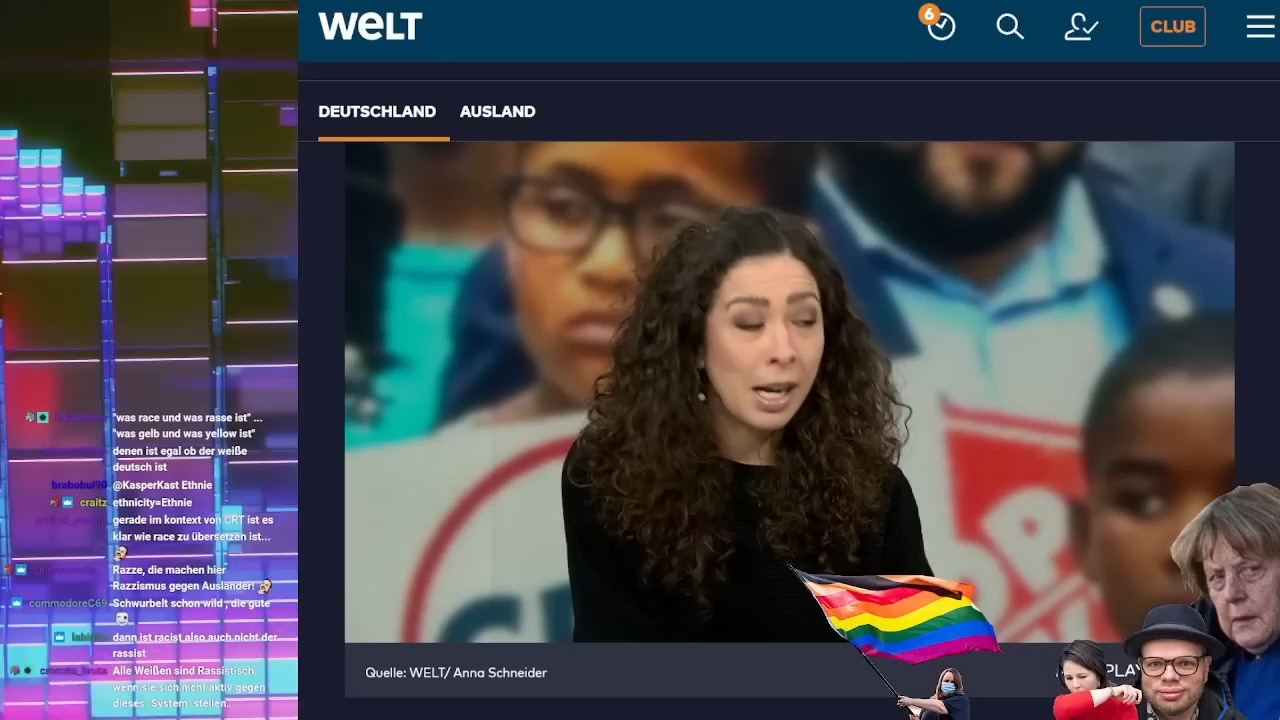 WELT
6
CLUB
DEUTSCHLAND AUSLAND
"was race und was rasse ist" ...
"was gelb und was yellow ist"
denen ist egal ob der weiße
deutsch ist
brabobui90 @KasperKast Ethnie
craitz ethnicity=Ethnie
gerade im kontext von CRT ist es
klar wie race zu übersetzen ist...
Razze, die machen hier
Razzismus gegen Ausländer!
commodoreC69 Schwurbelt schon wild , die gute
dann ist racist also auch nicht der
rassist
Alle Weißen sind Rassistisch,
wenn sie sich nicht aktiv gegen
dieses System stellen.
Quelle: WELT/ Anna Schneider
PLAY